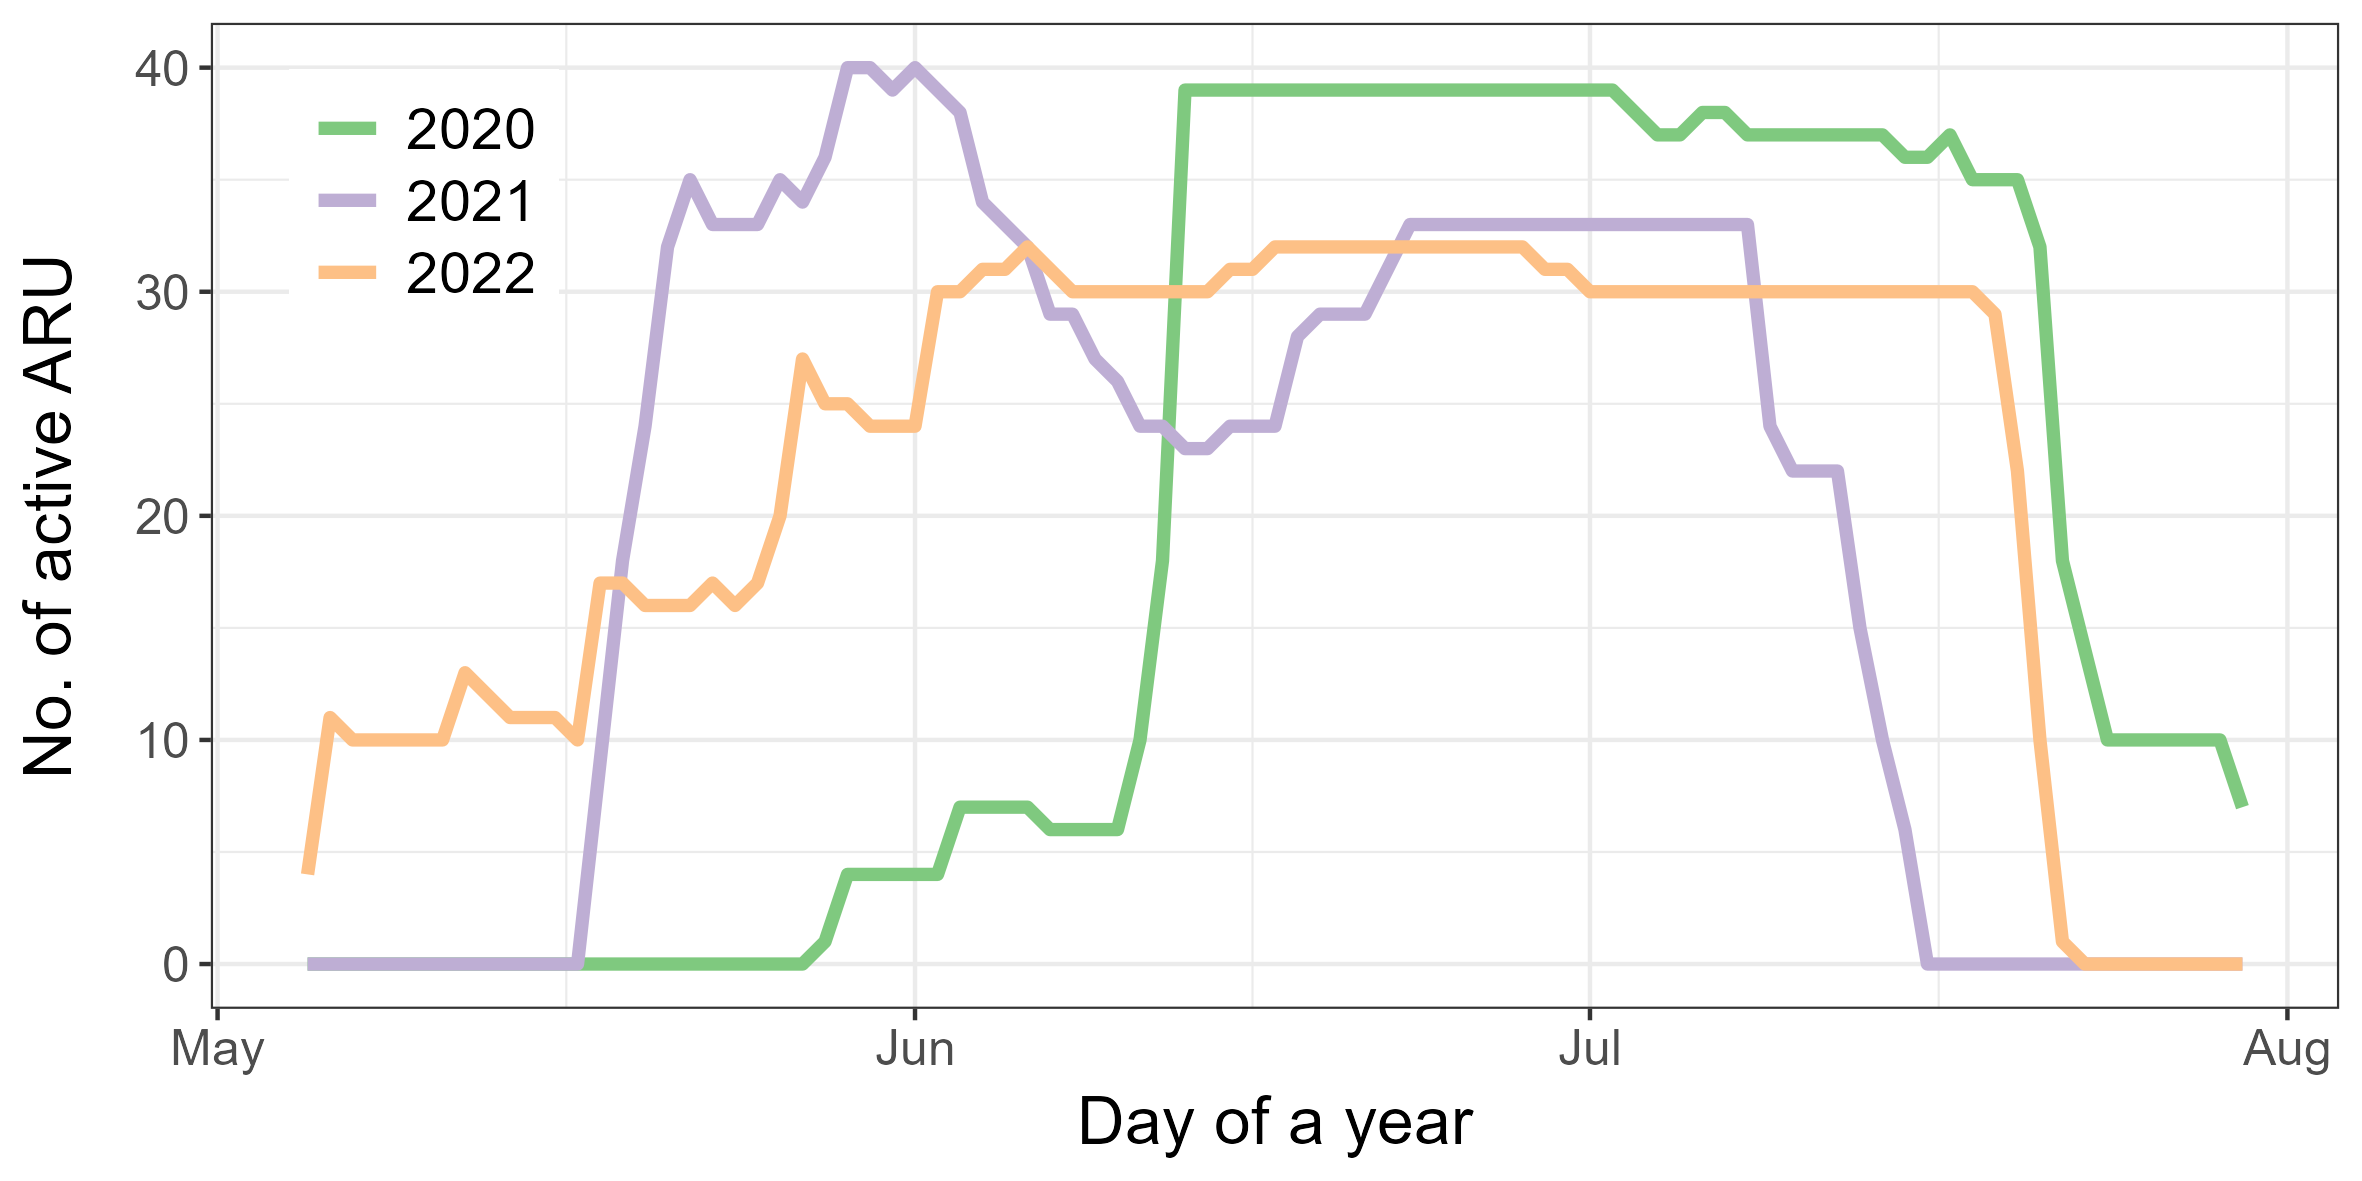 40
30
20
10
0
No. of active ARU
2020
2021
2022
May
Jun
Jul
Aug
Day of a year